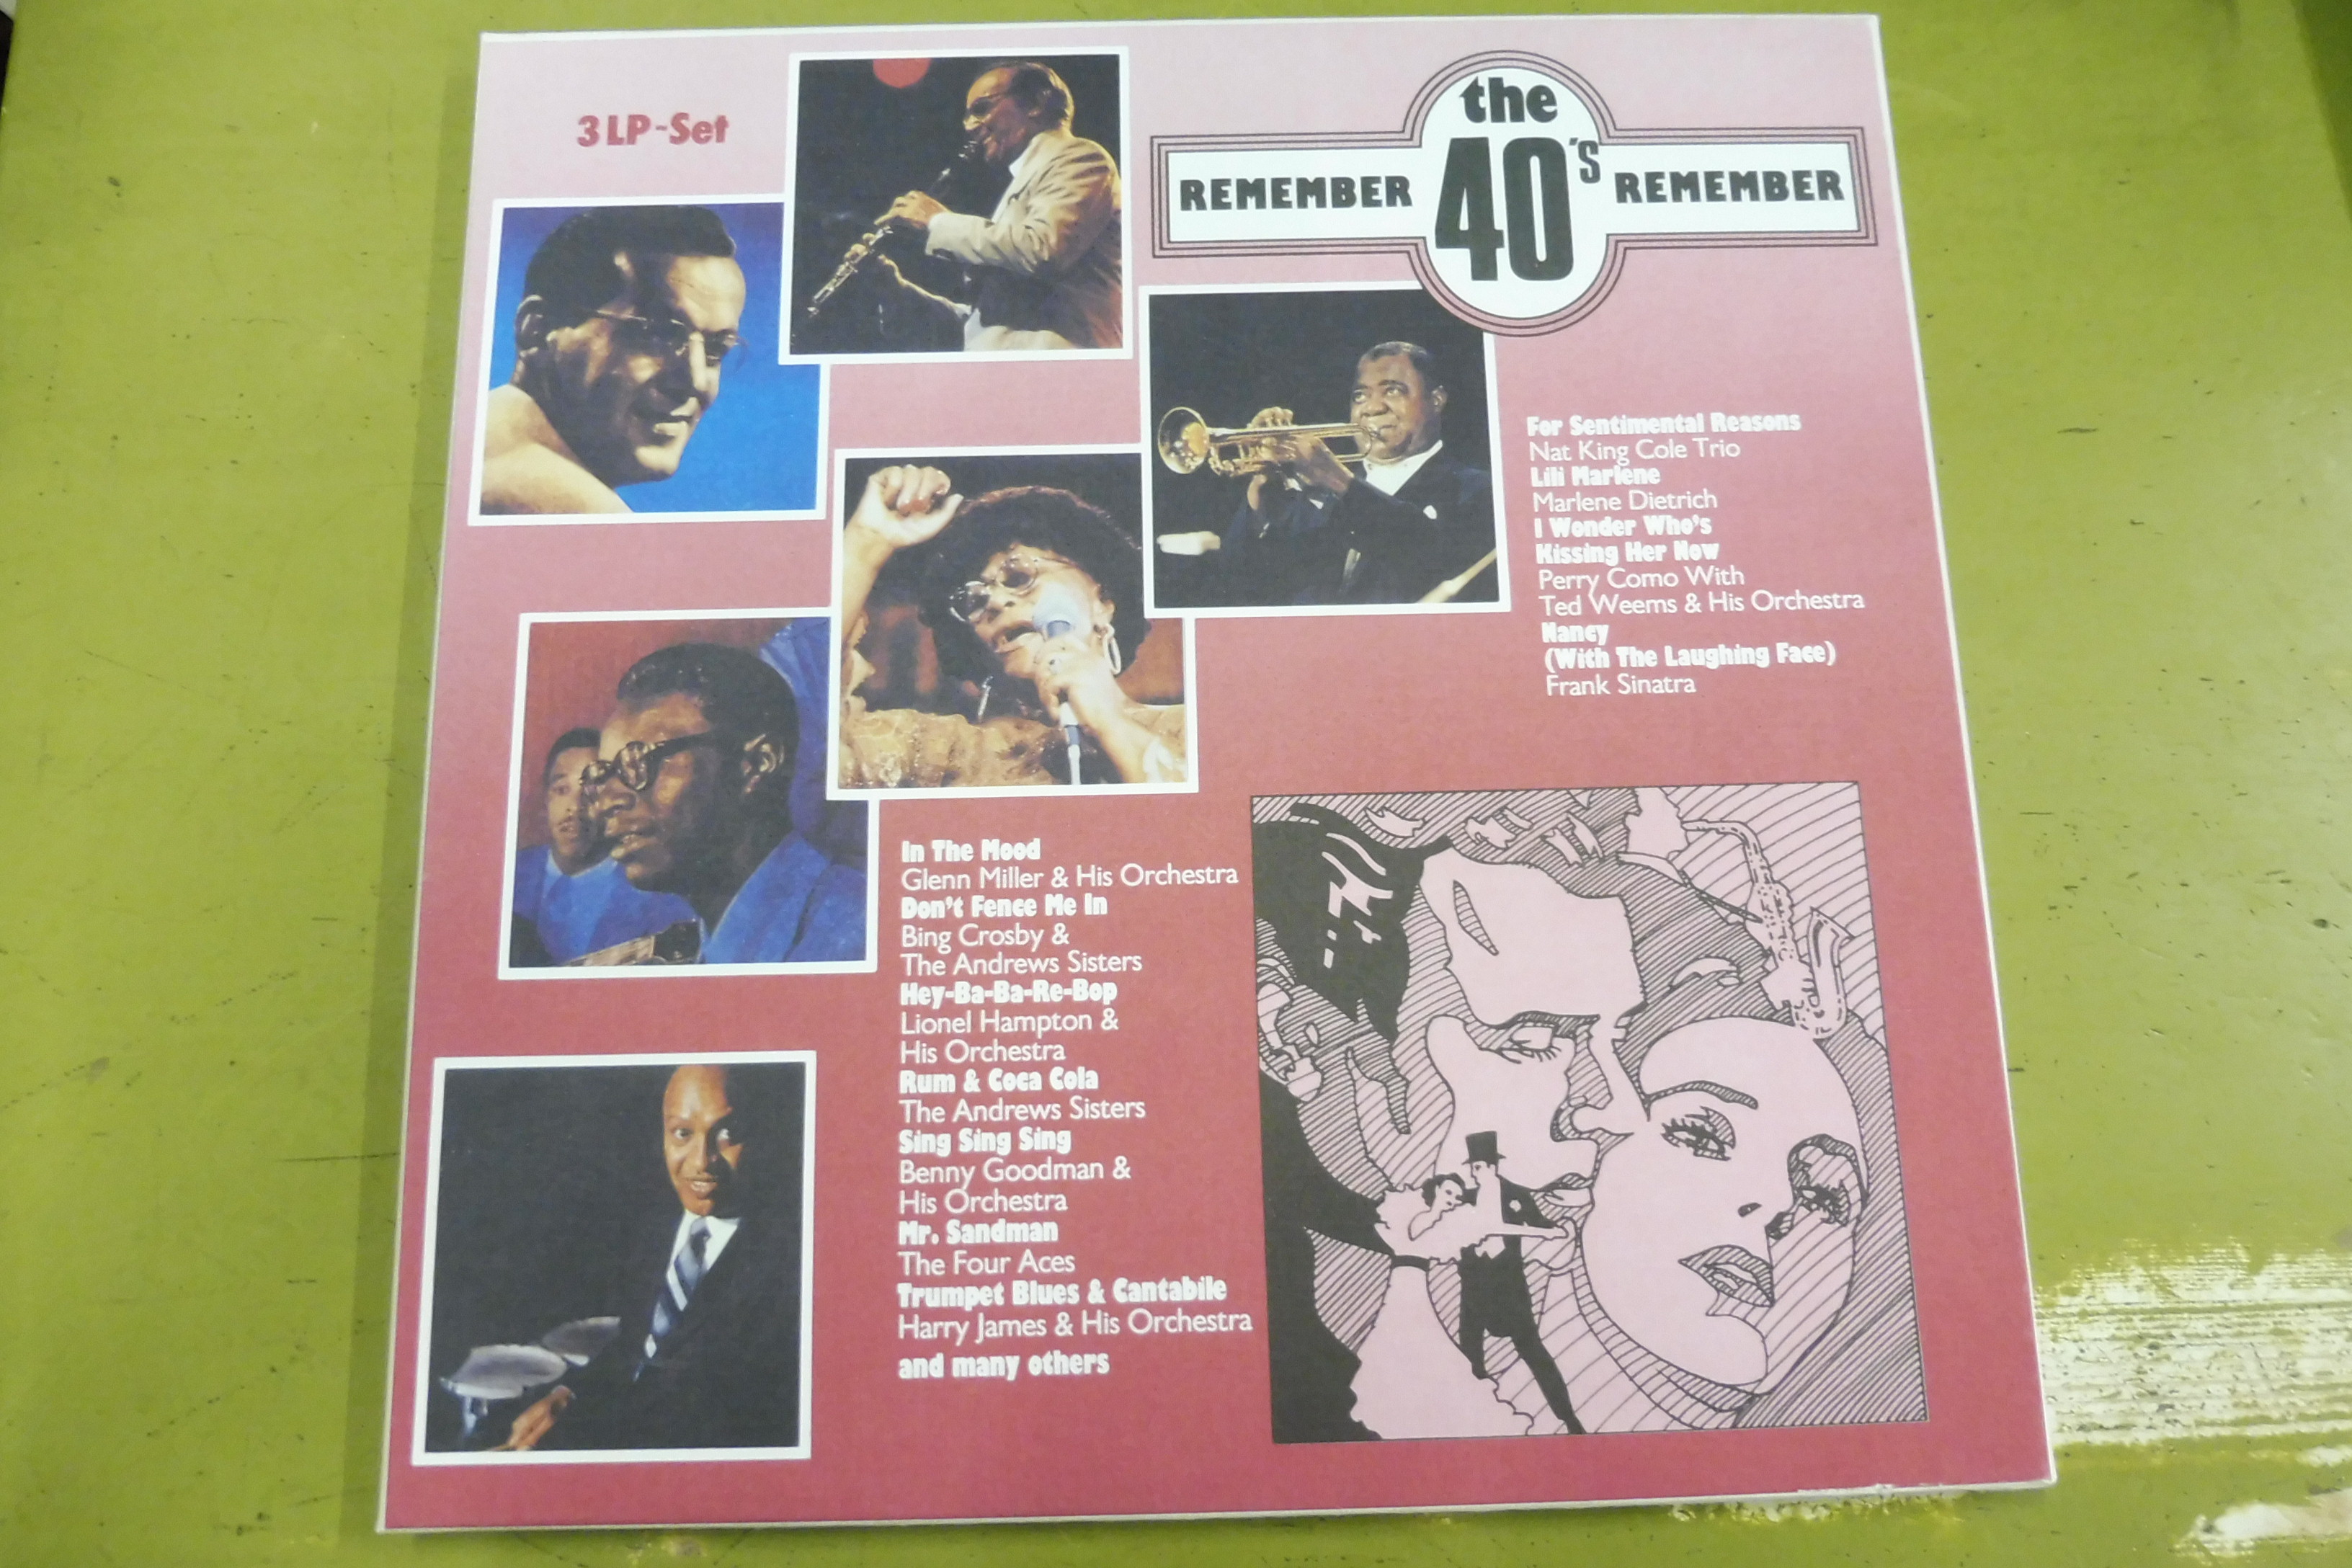 3 LP-Set
the
REMEMBER 40's REMEMBER
For Sentimental Reasons
Nat King Cole Trio
Lili Marlene
Marlene Dietrich
I Wonder Who's
Kissing Her Now
Perry Como With
Ted Weems & His Orchestra
Nancy
(With The Laughing Face)
Frank Sinatra
In The Mood
Glenn Miller & His Orchestra
Don't Fence Me In
Bing Crosby &
The Andrews Sisters
Hey-Ba-Ba-Re-Bop
Lionel Hampton &
His Orchestra
Rum & Coca Cola
The Andrews Sisters
Sing Sing Sing
Benny Goodman &
His Orchestra
Mr. Sandman
The Four Aces
Trumpet Blues & Cantabile
Harry James & His Orchestra
and many others